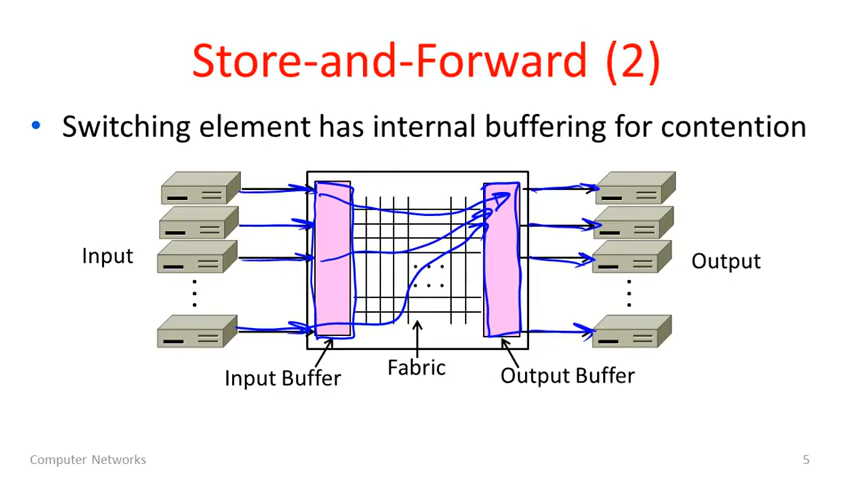 Store-and-Forward (2)
• Switching element has internal buffering for contention
Input
Output
Input Buffer
Fabric
Output Buffer
Computer Networks
5